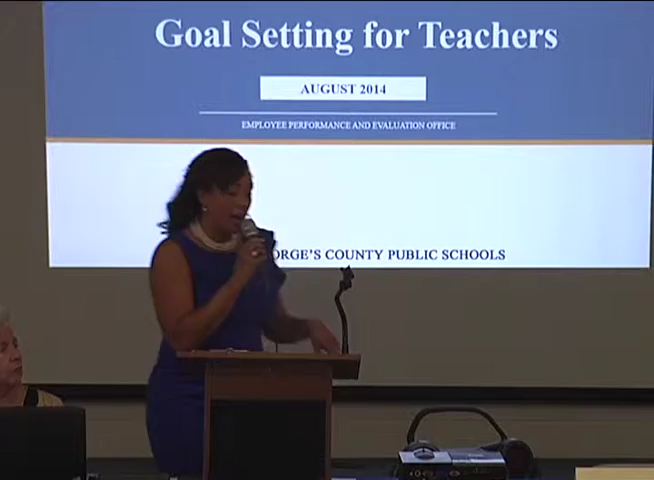 Goal Setting for Teachers
AUGUST 2014
EMPLOYEE PERFORMANCE AND EVALUATION OFFICE
ORGE'S COUNTY PUBLIC SCHOOLS